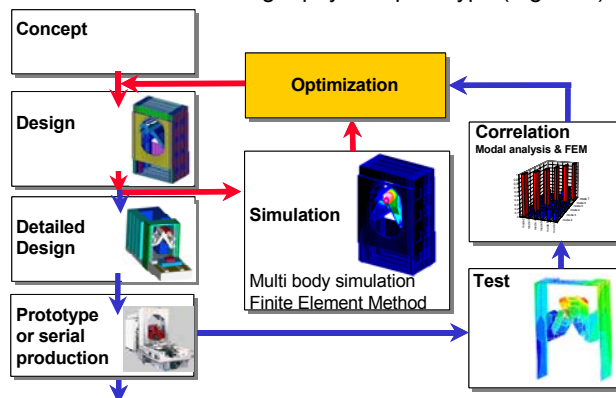 Concept
Optimization
Design
Correlation
Modal analysis & FEM
Simulation
Multi body simulation
Finite Element Method
Detailed
Design
Test
Prototype
or serial
production